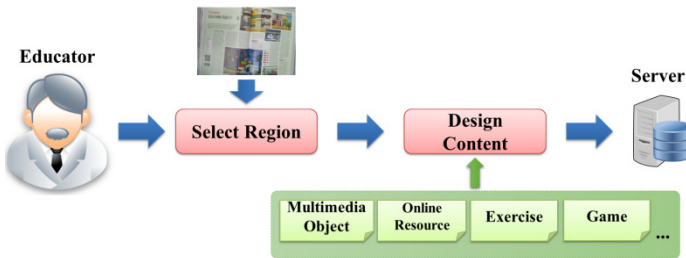 Educator
Server
Select Region
Design
Content
Multimedia
Object
Online
Resource
Exercise
Game
...